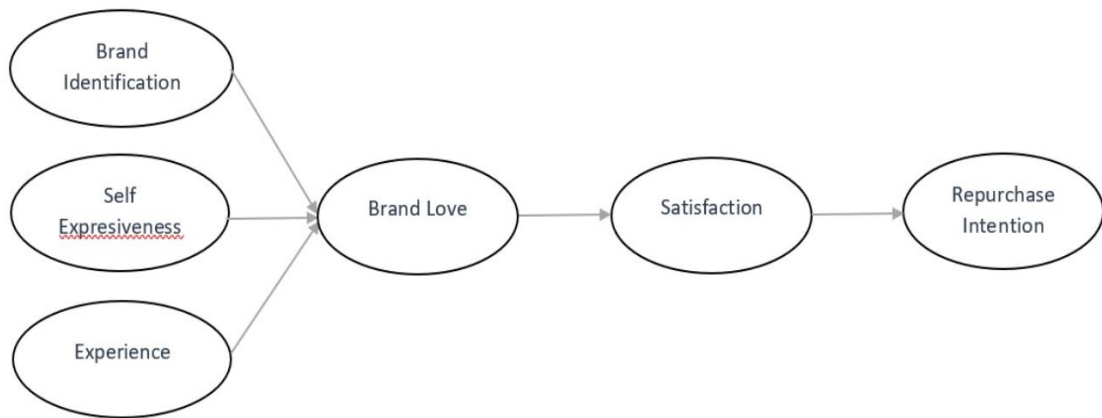 Brand
Identification
Self
Expresiveness
Experience
Brand Love
Satisfaction
Repurchase
Intention